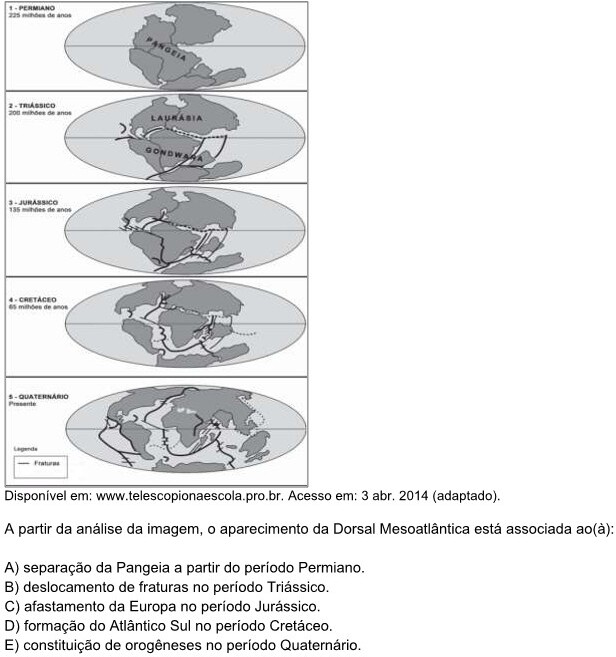 1 - PERMIANO
225 milhões de anos
PANGEIA
2 - TRIÁSSICO
200 milhões de anos
LAURÁSIA
GONDWANA
3 - JURÁSSICO
135 milhões de anos
4 - CRETÁCEO
65 milhões de anos
5 - QUATERNÁRIO
Presente
Legenda
Fraturas
Disponível em: www.telescopionaescola.pro.br. Acesso em: 3 abr. 2014 (adaptado).
A partir da análise da imagem, o aparecimento da Dorsal Mesoatlântica está associada ao(à):
A) separação da Pangeia a partir do período Permiano.
B) deslocamento de fraturas no período Triássico.
C) afastamento da Europa no período Jurássico.
D) formação do Atlântico Sul no período Cretáceo.
E) constituição de orogêneses no período Quaternário.